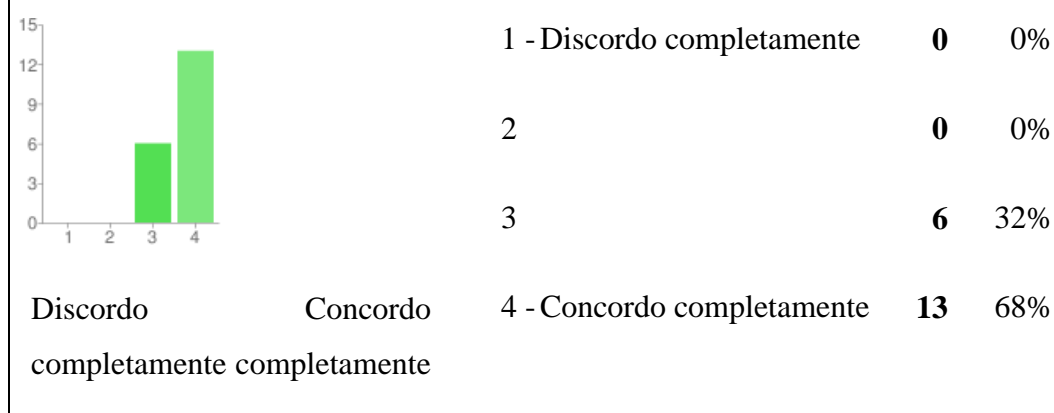 15
12
9
6
3
0
1 2 3 4
Discordo Concordo
completamente completamente
1 - Discordo completamente 0 0%
2 0 0%
3 6 32%
4 - Concordo completamente 13 68%